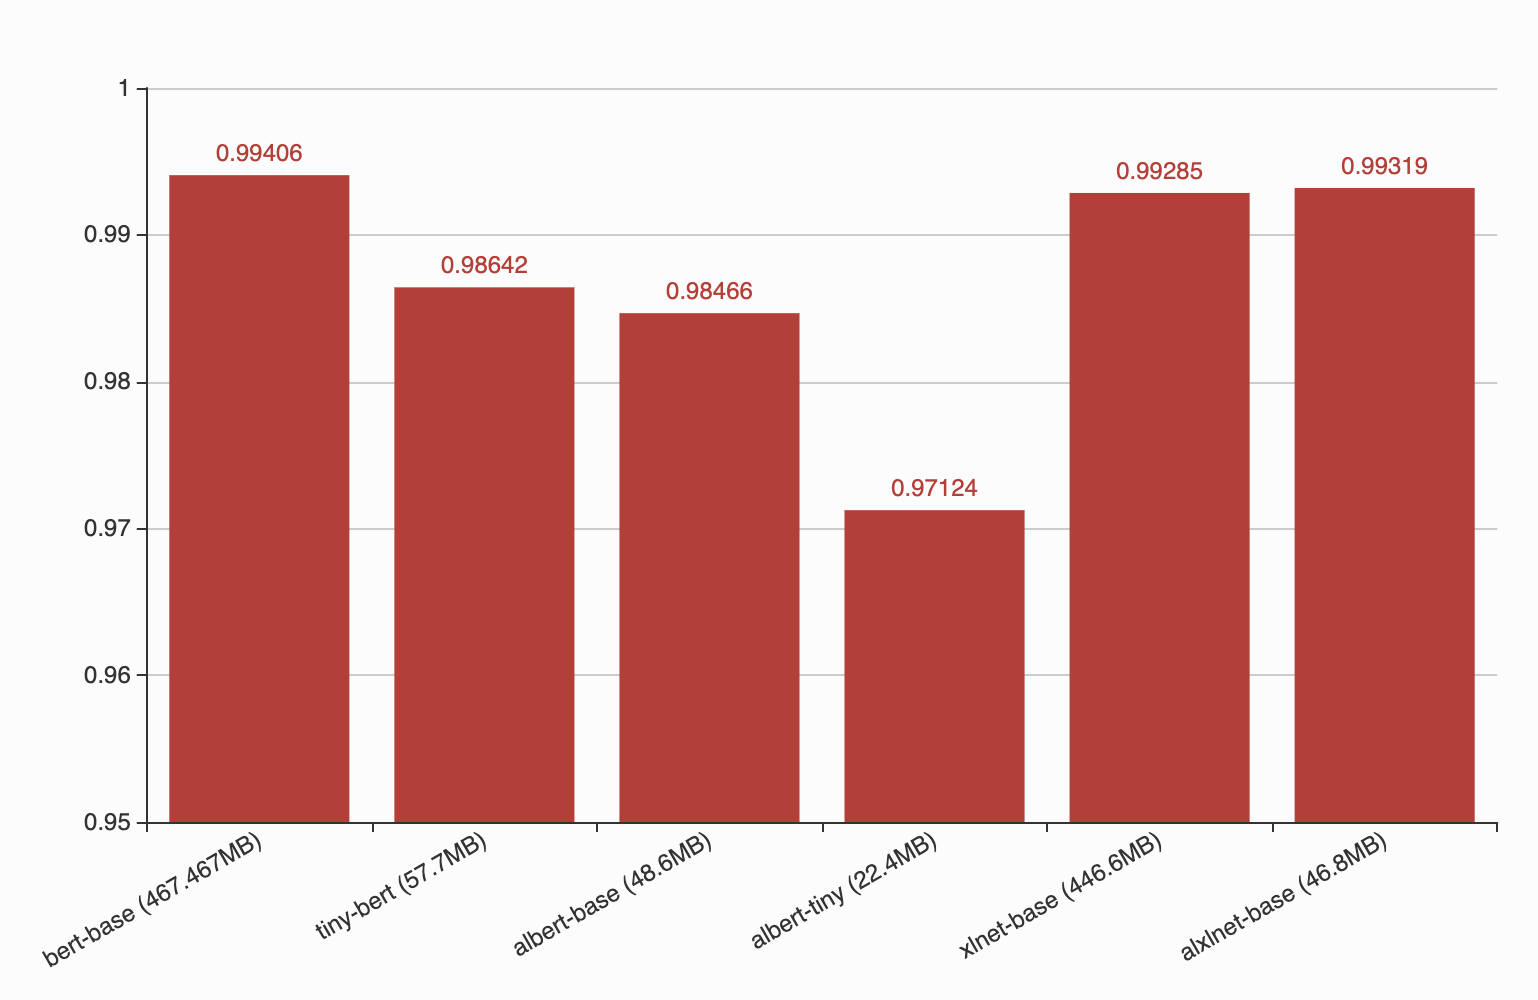 1
0.99
0.98
0.97
0.96
0.95
0.99406
0.98642
0.98466
0.97124
0.99285
0.99319
bert-base (467.467MB)
tiny-bert (57.7MB)
albert-base (48.6MB)
albert-tiny (22.4MB)
xlnet-base (446.6MB)
alxlnet-base (46.8MB)